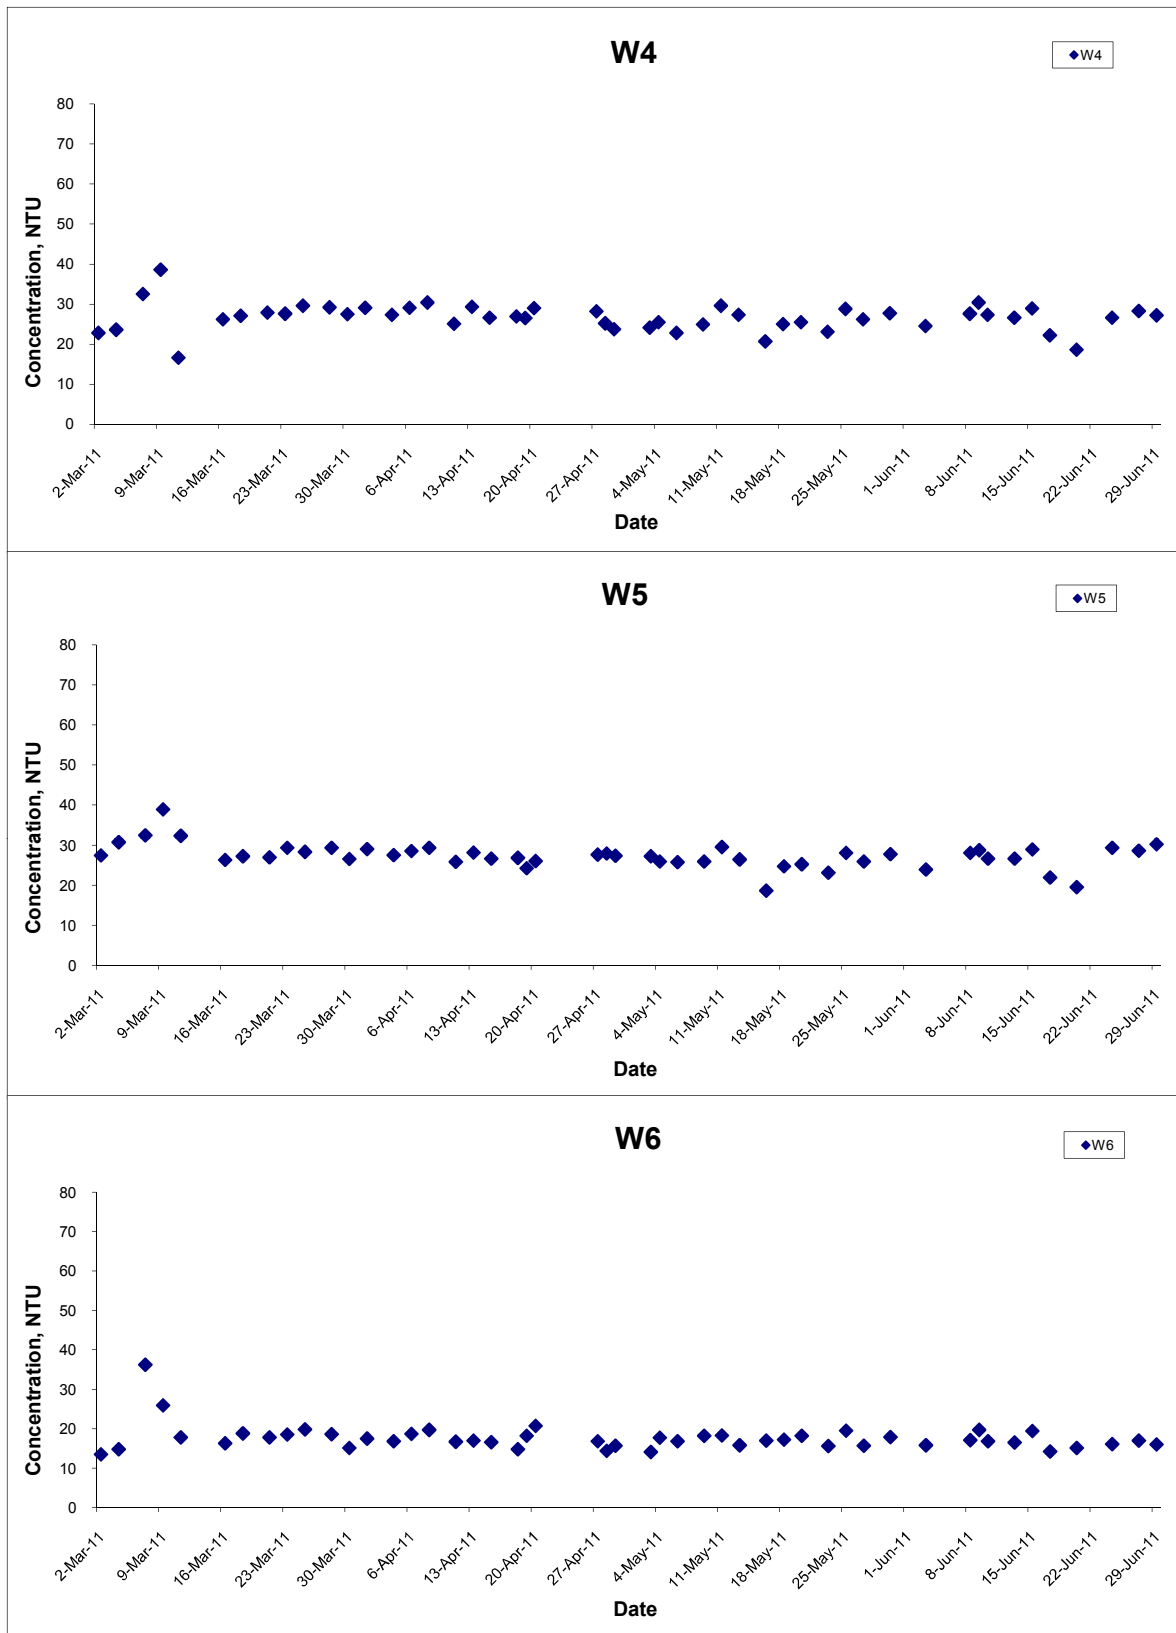 W4
W4
80
70
60
50
40
30
20
10
0
Concentration, NTU
2-Mar-11 9-Mar-11 16-Mar-11 23-Mar-11 30-Mar-11 6-Apr-11 13-Apr-11 20-Apr-11 27-Apr-11 4-May-11 11-May-11 18-May-11 25-May-11 1-Jun-11 8-Jun-11 15-Jun-11 22-Jun-11 29-Jun-11
Date
W5
W5
80
70
60
50
40
30
20
10
0
Concentration, NTU
2-Mar-11 9-Mar-11 16-Mar-11 23-Mar-11 30-Mar-11 6-Apr-11 13-Apr-11 20-Apr-11 27-Apr-11 4-May-11 11-May-11 18-May-11 25-May-11 1-Jun-11 8-Jun-11 15-Jun-11 22-Jun-11 29-Jun-11
Date
W6
W6
80
70
60
50
40
30
20
10
0
Concentration, NTU
2-Mar-11 9-Mar-11 16-Mar-11 23-Mar-11 30-Mar-11 6-Apr-11 13-Apr-11 20-Apr-11 27-Apr-11 4-May-11 11-May-11 18-May-11 25-May-11 1-Jun-11 8-Jun-11 15-Jun-11 22-Jun-11 29-Jun-11
Date